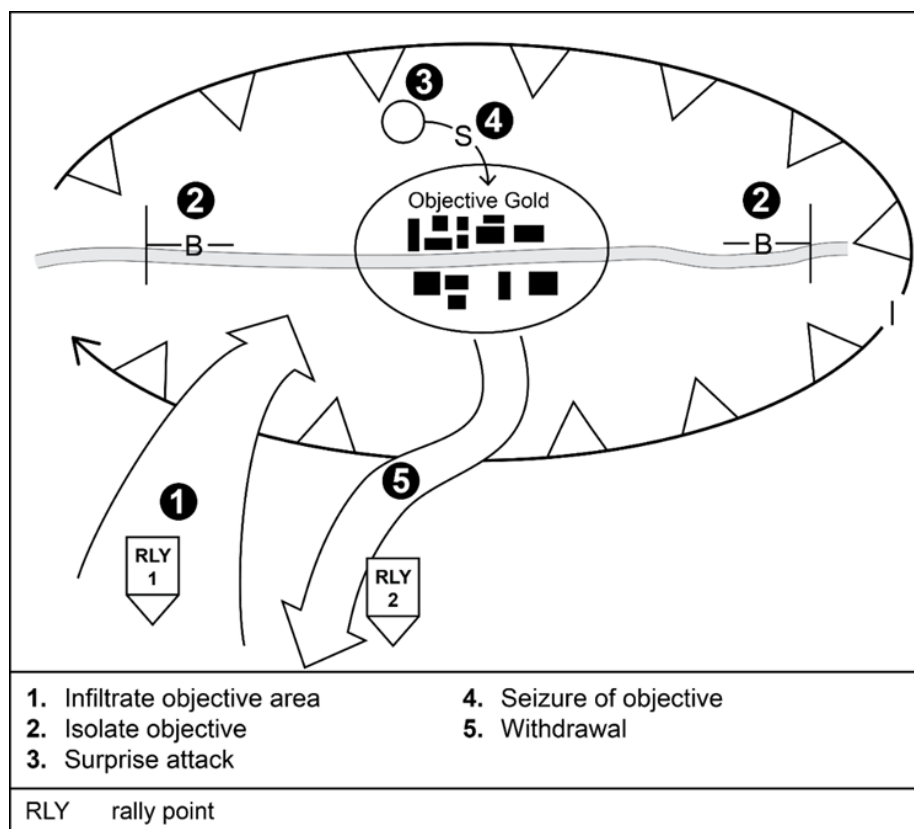 3
S 4
2
2
Objective Gold
B
B
I
1
5
RLY
1
RLY
2
1. Infiltrate objective area
2. Isolate objective
3. Surprise attack
4. Seizure of objective
5. Withdrawal
RLY rally point